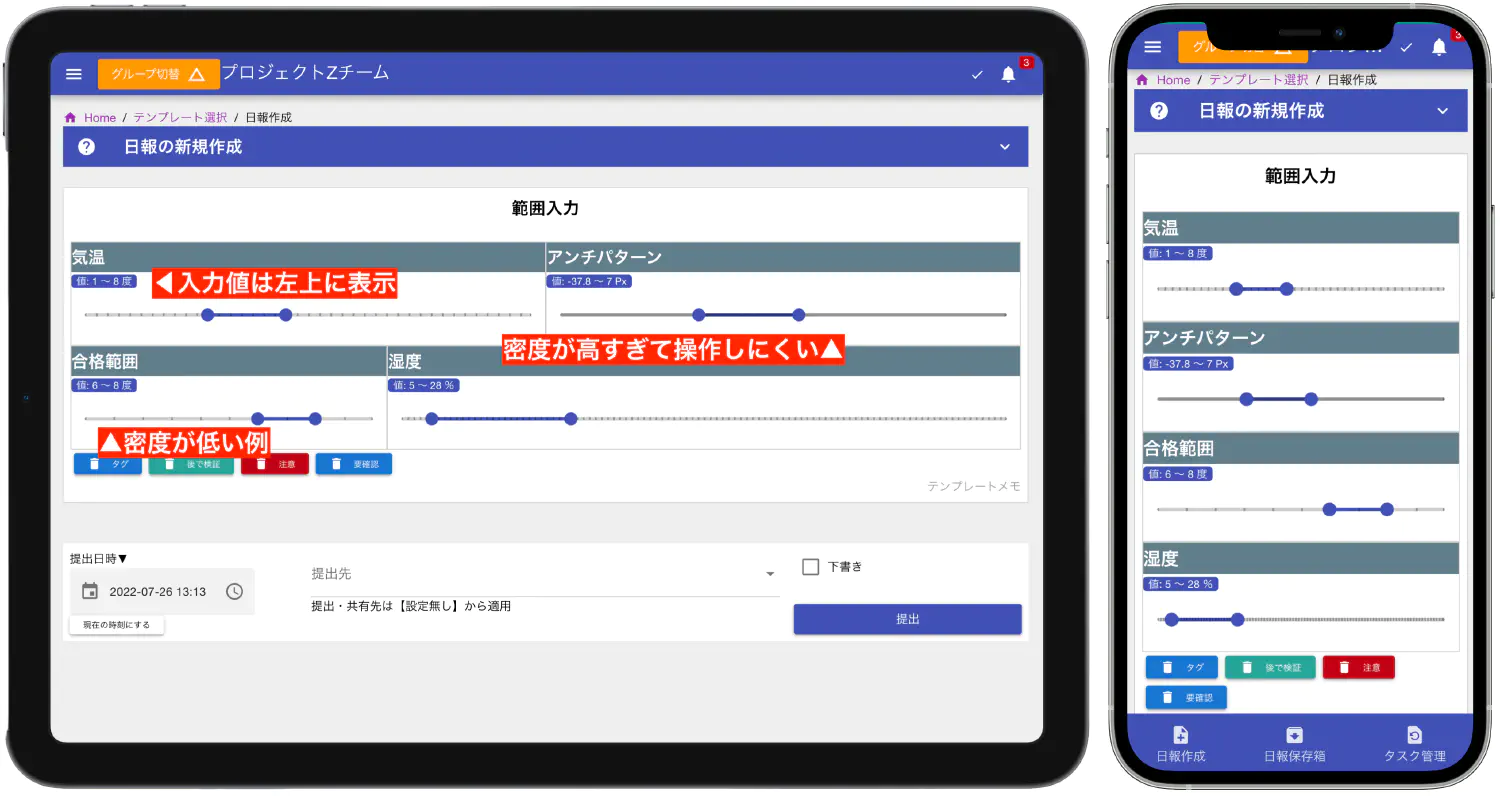 グループ切替 プロジェクトZチーム
3
Home / テンプレート選択 / 日報作成
日報の新規作成
範囲入力
気温
値: 1 〜 8 度
◀入力値は左上に表示
アンチパターン
値: -37.8 〜 7 Px
密度が高すぎて操作しにくい▲
合格範囲
値: 6 〜 8 度
▲密度が低い例
湿度
値: 5 〜 28 %
タグ
後で検証
注意
要確認
テンプレートメモ
提出日時▼
2022-07-26 13:13
現在の時刻にする
提出先
提出・共有先は【設定無し】から適用
下書き
提出
3
Home / テンプレート選択 / 日報作成
日報の新規作成
範囲入力
気温
値: 1 〜 8 度
アンチパターン
値: -37.8 〜 7 Px
合格範囲
値: 6 〜 8 度
湿度
値: 5 〜 28 %
タグ
後で検証
注意
要確認
日報作成
日報保存箱
タスク管理